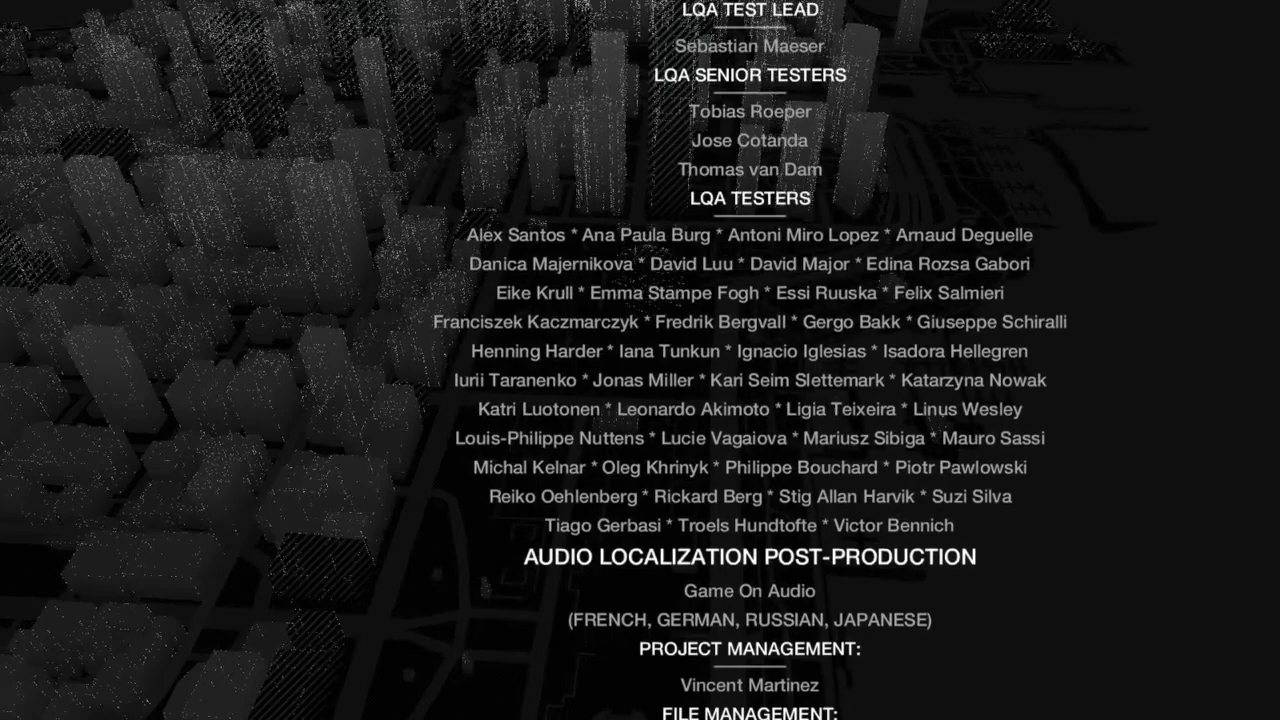 LQA TEST LEAD
Sebastian Maeser
LQA SENIOR TESTERS
Tobias Roeper
Jose Cotanda
Thomas van Dam
LQA TESTERS
Alex Santos * Ana Paula Burg * Antoni Miro Lopez * Arnaud Deguelle
Danica Majernikova * David Luu * David Major * Edina Rozsa Gabori
Eike Krull * Emma Stampe Fogh * Essi Ruuska * Felix Salmieri
Franciszek Kaczmarczyk * Fredrik Bergvall * Gergo Bakk * Giuseppe Schiralli
Henning Harder * Iana Tunkun * Ignacio Iglesias * Isadora Hellegren
Iurii Taranenko * Jonas Miller * Kari Seim Slettemark * Katarzyna Nowak
Katri Luotonen * Leonardo Akimoto * Ligia Teixeira * Linus Wesley
Louis-Philippe Nuttens * Lucie Vagaiova * Mariusz Sibiga * Mauro Sassi
Michal Kelnar * Oleg Khrinyk * Philippe Bouchard * Piotr Pawlowski
Reiko Oehlenberg * Rickard Berg * Stig Allan Harvik * Suzi Silva
Tiago Gerbasi * Troels Hundtofte * Victor Bennich
AUDIO LOCALIZATION POST-PRODUCTION
Game On Audio
(FRENCH, GERMAN, RUSSIAN, JAPANESE)
PROJECT MANAGEMENT:
Vincent Martinez
FILE MANAGEMENT: